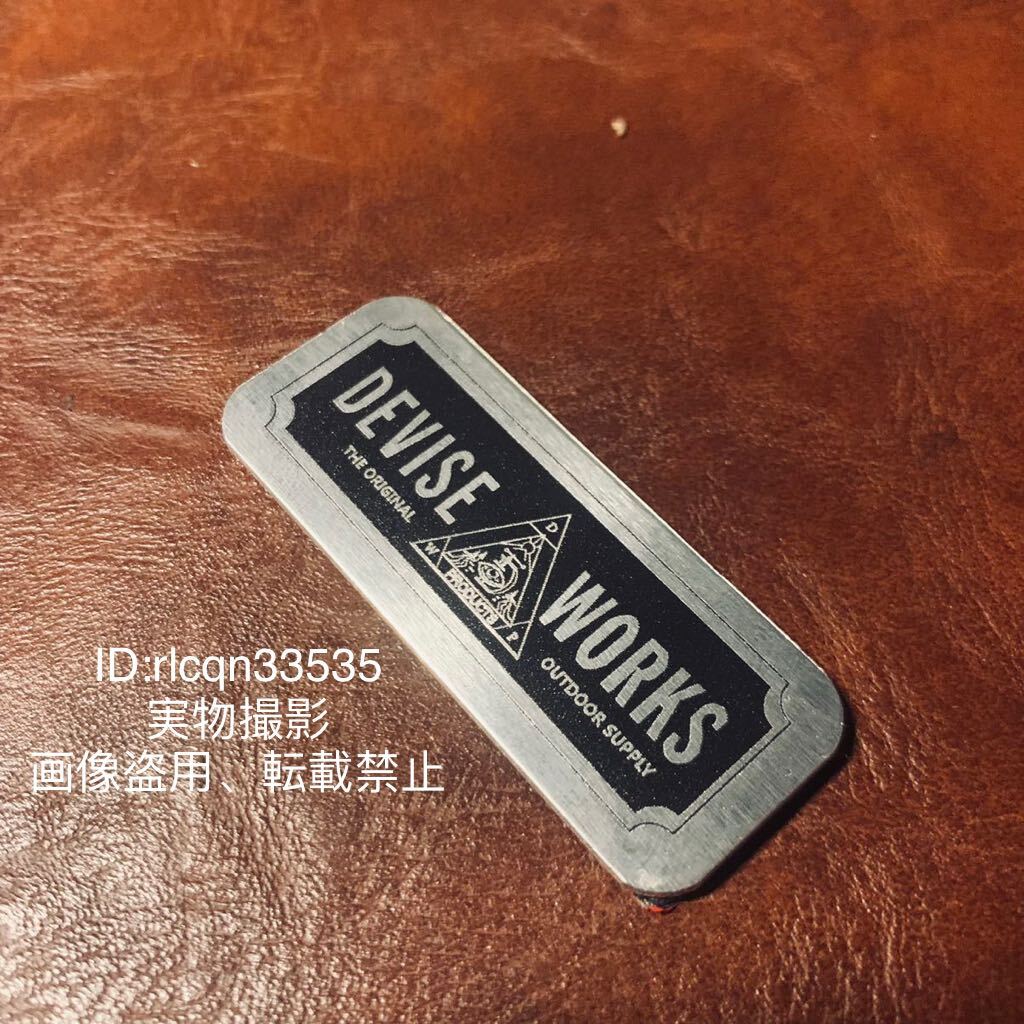 DEVISE
THE ORIGINAL
D
W
PRODUCTS
P
WORKS
OUTDOOR SUPPLY
ID:rlcqn33535
実物撮影
画像盗用、転載禁止